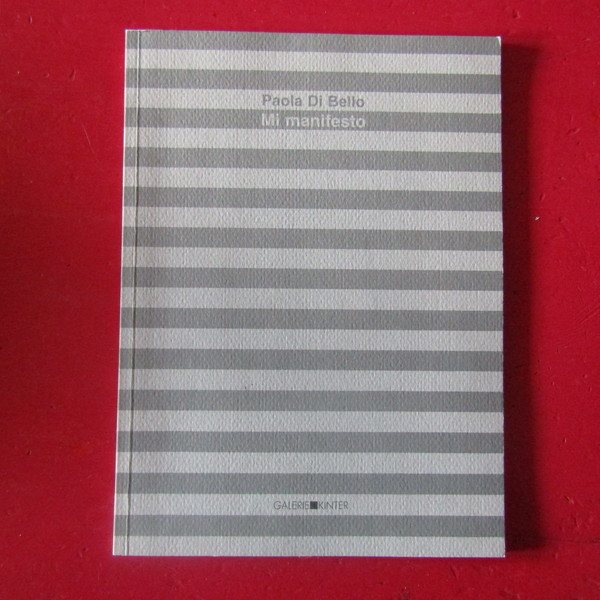 Paola Di Bello
Mi manifesto
GALERIE■KINTER